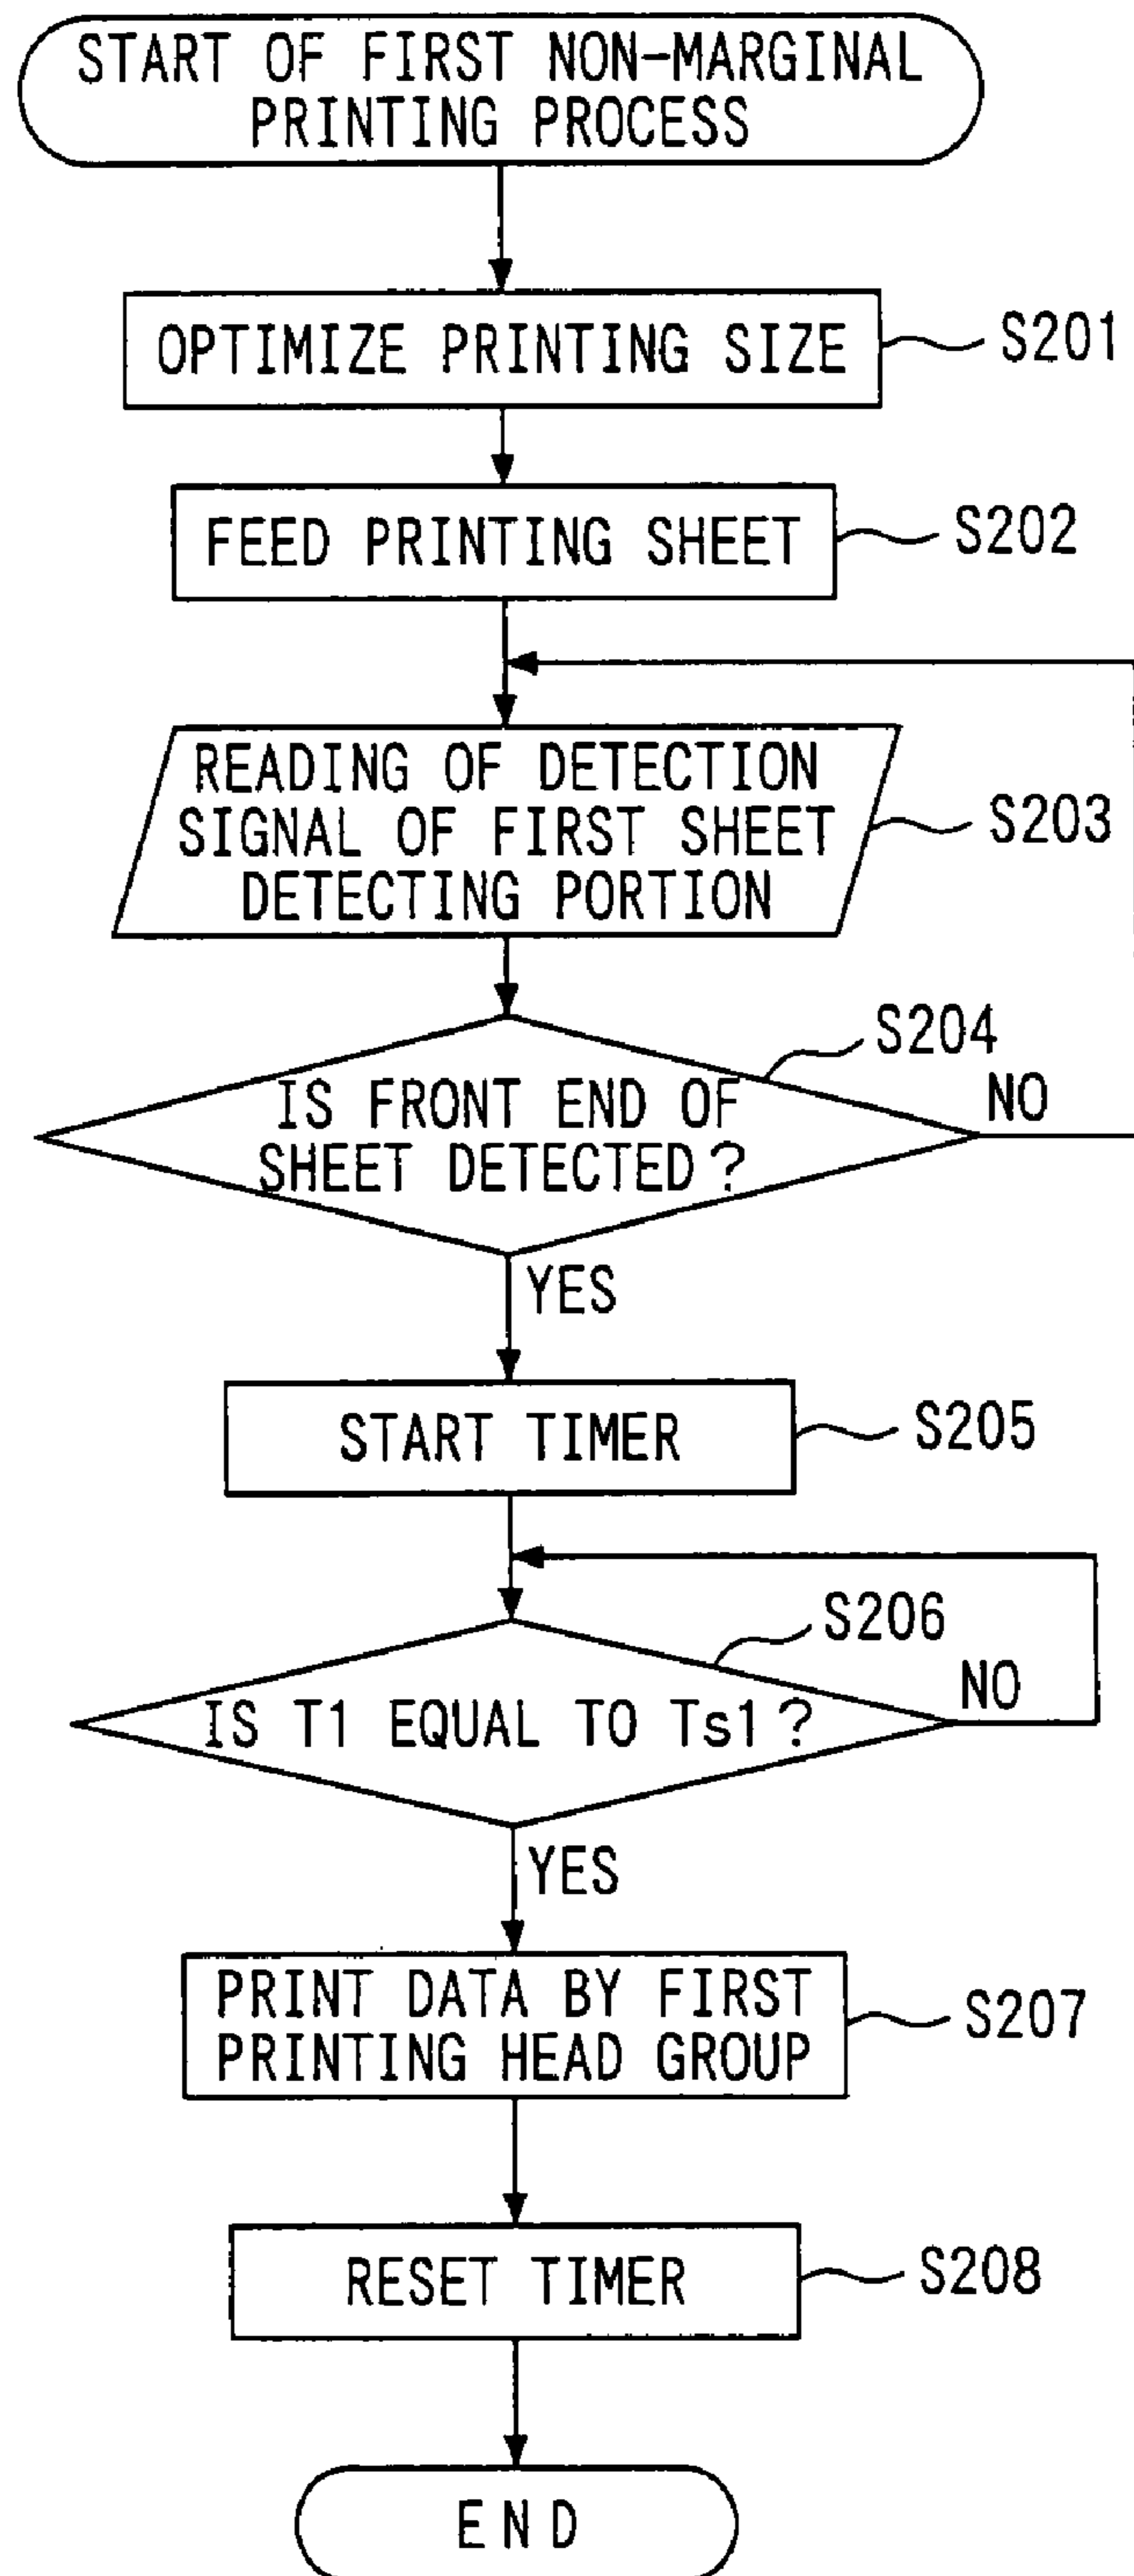 START OF FIRST NON-MARGINAL
PRINTING PROCESS
OPTIMIZE PRINTING SIZE
S201
FEED PRINTING SHEET
S202
READING OF DETECTION
SIGNAL OF FIRST SHEET
DETECTING PORTION
S203
S204
IS FRONT END OF
SHEET DETECTED?
NO
YES
START TIMER
S205
S206
IS T1 EQUAL TO Ts1?
NO
YES
PRINT DATA BY FIRST
PRINTING HEAD GROUP
S207
RESET TIMER
S208
END